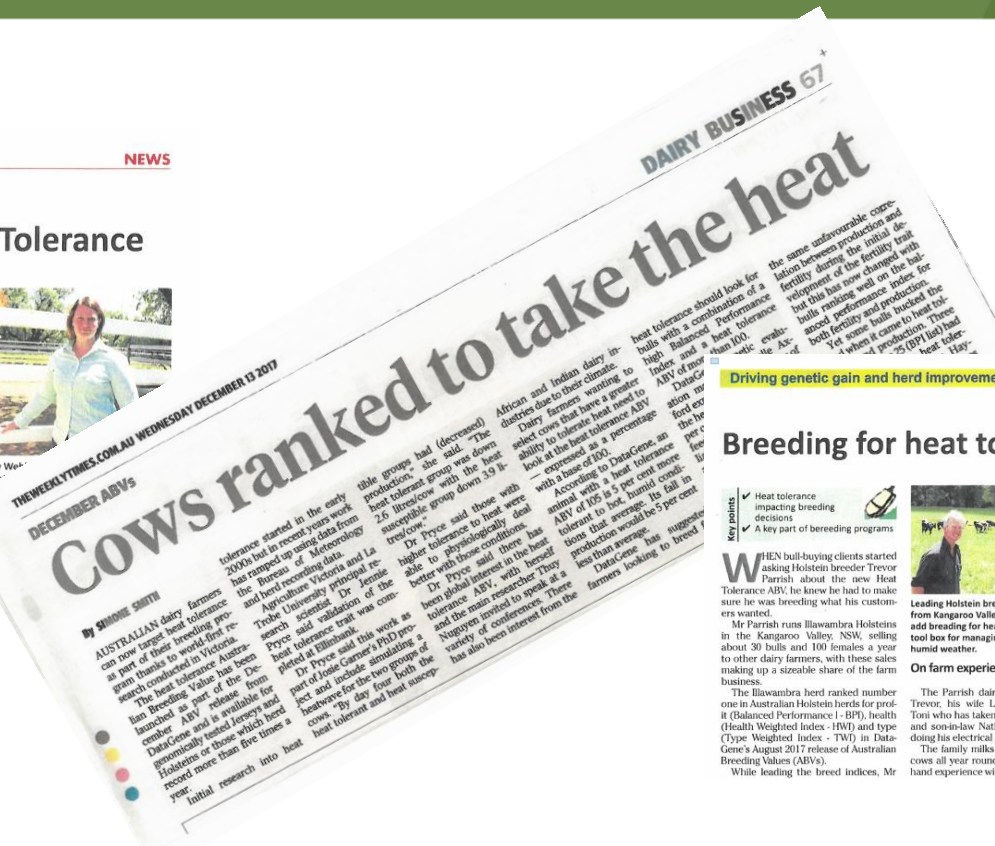 NEWS
Tolerance
THEWEEKLYTIMES.COM.AU WEDNESDAY DECEMBER 13 2017
DAIRY BUSINESS 67
DECEMBER ABVs
Cows ranked to take the heat
By SIMONE SMITH
AUSTRALIAN dairy farmers
can now target heat tolerance
as part of their breeding pro-
gram thanks to world-first re-
search conducted in Victoria.
The heat tolerance Austra-
lian Breeding Value has been
launched as part of the De-
cember ABV release from
DataGene and is available for
genomically tested Jerseys and
Holsteins or those which herd
record more than five times a
year.
Initial research into heat
tolerance started in the early
2000s but in recent years work
has ramped up using data from
the Bureau of Meteorology
and herd recording data.
Agriculture Victoria and La
Trobe University principal re-
search scientist Dr Jennie
Pryce said validation of the
heat tolerance trait was com-
pleted at Ellinbank.
Dr Pryce said this work as
part of Josie Garner's PhD pro-
ject and include simulating a
heatwave for the two groups of
cows. "By day four both the
heat tolerant and heat suscep-
tible groups had (decreased)
production," she said. "The
heat tolerant group was down
2.6 litres/cow with the heat
susceptible group down 3.9 li-
tres/cow."
Dr Pryce said those with
higher tolerance to heat were
able to physiologically deal
better with those conditions.
Dr Pryce said there has
been global interest in the heat
tolerance ABV, with herself
and the main researcher Thuy
Nuguyen invited to speak at a
variety of conferences. There
has also been interest from the
African and Indian dairy in-
dustries due to their climate.
Dairy farmers wanting to
select cows that have a greater
ability to tolerate heat need to
look at the heat tolerance ABV
— expressed as a percentage
with a base of 100.
According to DataGene, an
animal with a heat tolerance
ABV of 105 is 5 per cent more
tolerant to hot, humid condi-
tions than average. Its fall in
production would be 5 per cent
less than average.
DataGene has suggested
farmers looking to breed
heat tolerance should look for
bulls with a combination of a
high Balanced Performance
Index and a heat tolerance
ABV of more than 100.
the same unfavourable corre-
lation between production and
fertility during the initial de-
velopment of the fertility trait
but this has now changed with
bulls ranking well on the bal-
anced performance index for
both fertility and production.
Yet some bulls bucked the
when it came to heat tol-
production. Three
25 (BPI list) had
heat toler-
Hay-
Driving genetic gain and herd improveme
Breeding for heat to
Key points
✔ Heat tolerance
impacting breeding
decisions
✔ A key part of bereeding programs
WHEN bull-buying clients started
asking Holstein breeder Trevor
Parrish about the new Heat
Tolerance ABV, he knew he had to make
sure he was breeding what his custom-
ers wanted.
Mr Parrish runs Illawambra Holsteins
in the Kangaroo Valley, NSW, selling
about 30 bulls and 100 females a year
to other dairy farmers, with these sales
making up a sizeable share of the farm
business.
The Illawambra herd ranked number
one in Australian Holstein herds for prof-
it (Balanced Performance I - BPI), health
(Health Weighted Index - HWI) and type
(Type Weighted Index - TWI) in Data-
Gene's August 2017 release of Australian
Breeding Values (ABVs).
While leading the breed indices, Mr
Leading Holstein bre
from Kangaroo Valle
add breeding for hea
tool box for managin
humid weather.
On farm experie
The Parrish dair
Trevor, his wife L
Toni who has taken
and son-in-law Nat
doing his electrical
The family milks
cows all year round
hand experience wi